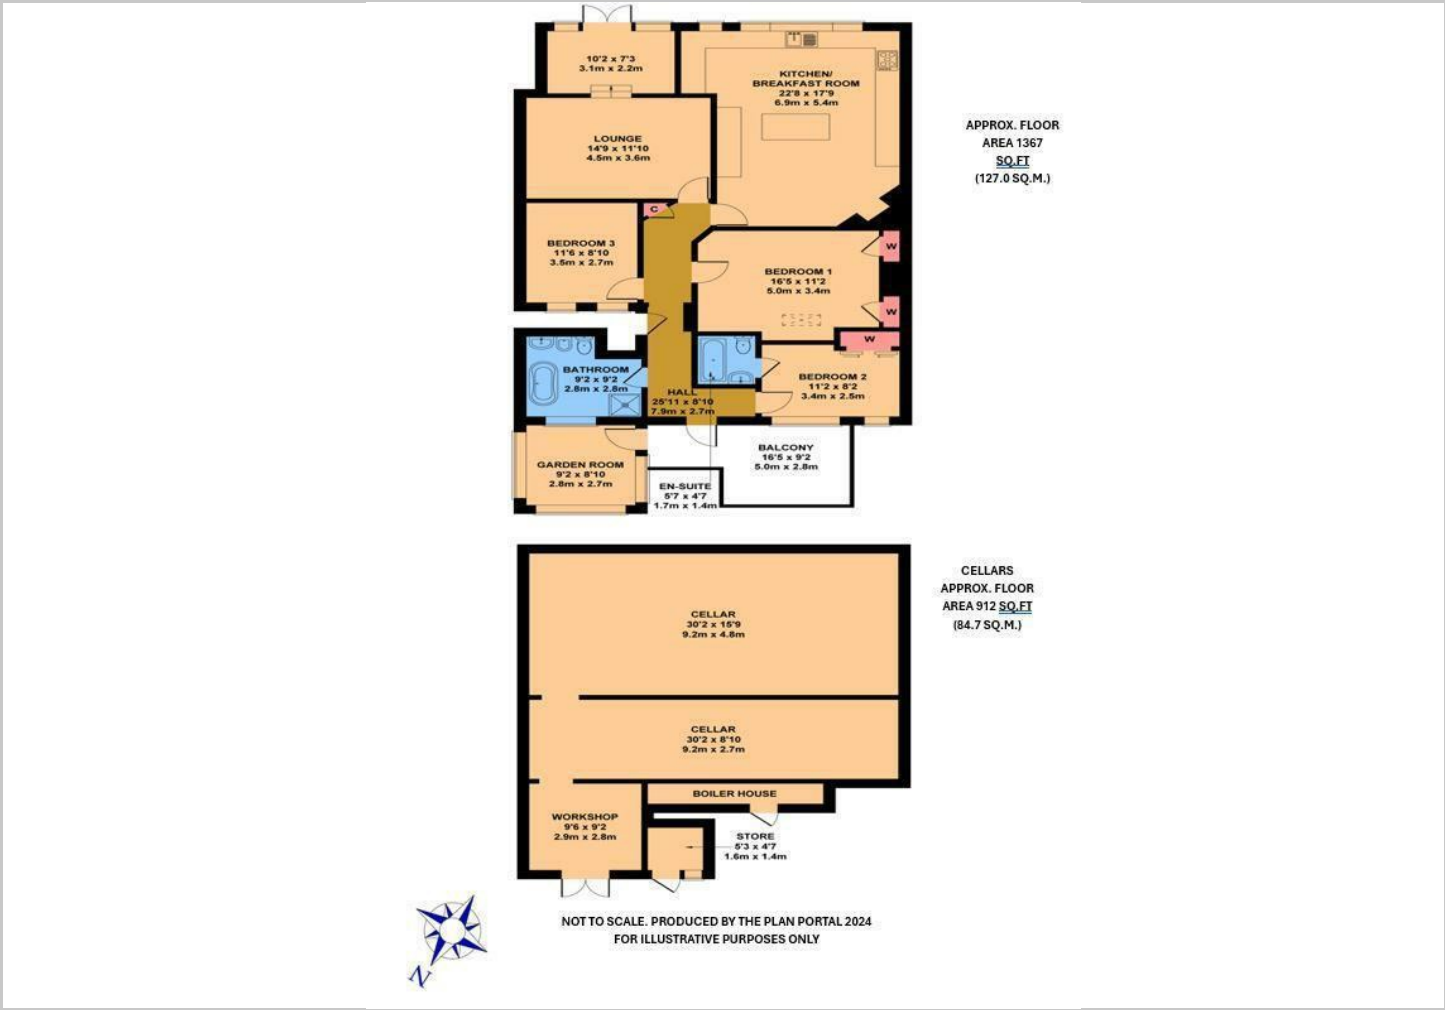 10'2 x 7'3
3.1m x 2.2m
KITCHEN/
BREAKFAST ROOM
22'8 x 17'9
6.9m x 5.4m
LOUNGE
14'9 x 11'10
4.5m x 3.6m
APPROX. FLOOR
AREA 1367
SQ.FT
(127.0 SQ.M.)
C
BEDROOM 3
11'6 x 8'10
3.5m x 2.7m
W
BEDROOM 1
16'5 x 11'2
5.0m x 3.4m
W
W
BATHROOM
9'2 x 9'2
2.8m x 2.8m
BEDROOM 2
11'2 x 8'2
3.4m x 2.5m
HALL
25'11 x 8'10
7.9m x 2.7m
BALCONY
16'5 x 9'2
5.0m x 2.8m
GARDEN ROOM
9'2 x 8'10
2.8m x 2.7m
EN-SUITE
5'7 x 4'7
1.7m x 1.4m
CELLARS
APPROX. FLOOR
AREA 912 SQ.FT
(84.7 SQ.M.)
CELLAR
30'2 x 15'9
9.2m x 4.8m
CELLAR
30'2 x 8'10
9.2m x 2.7m
BOILER HOUSE
WORKSHOP
9'6 x 9'2
2.9m x 2.8m
STORE
5'3 x 4'7
1.6m x 1.4m
NOT TO SCALE. PRODUCED BY THE PLAN PORTAL 2024
FOR ILLUSTRATIVE PURPOSES ONLY
N